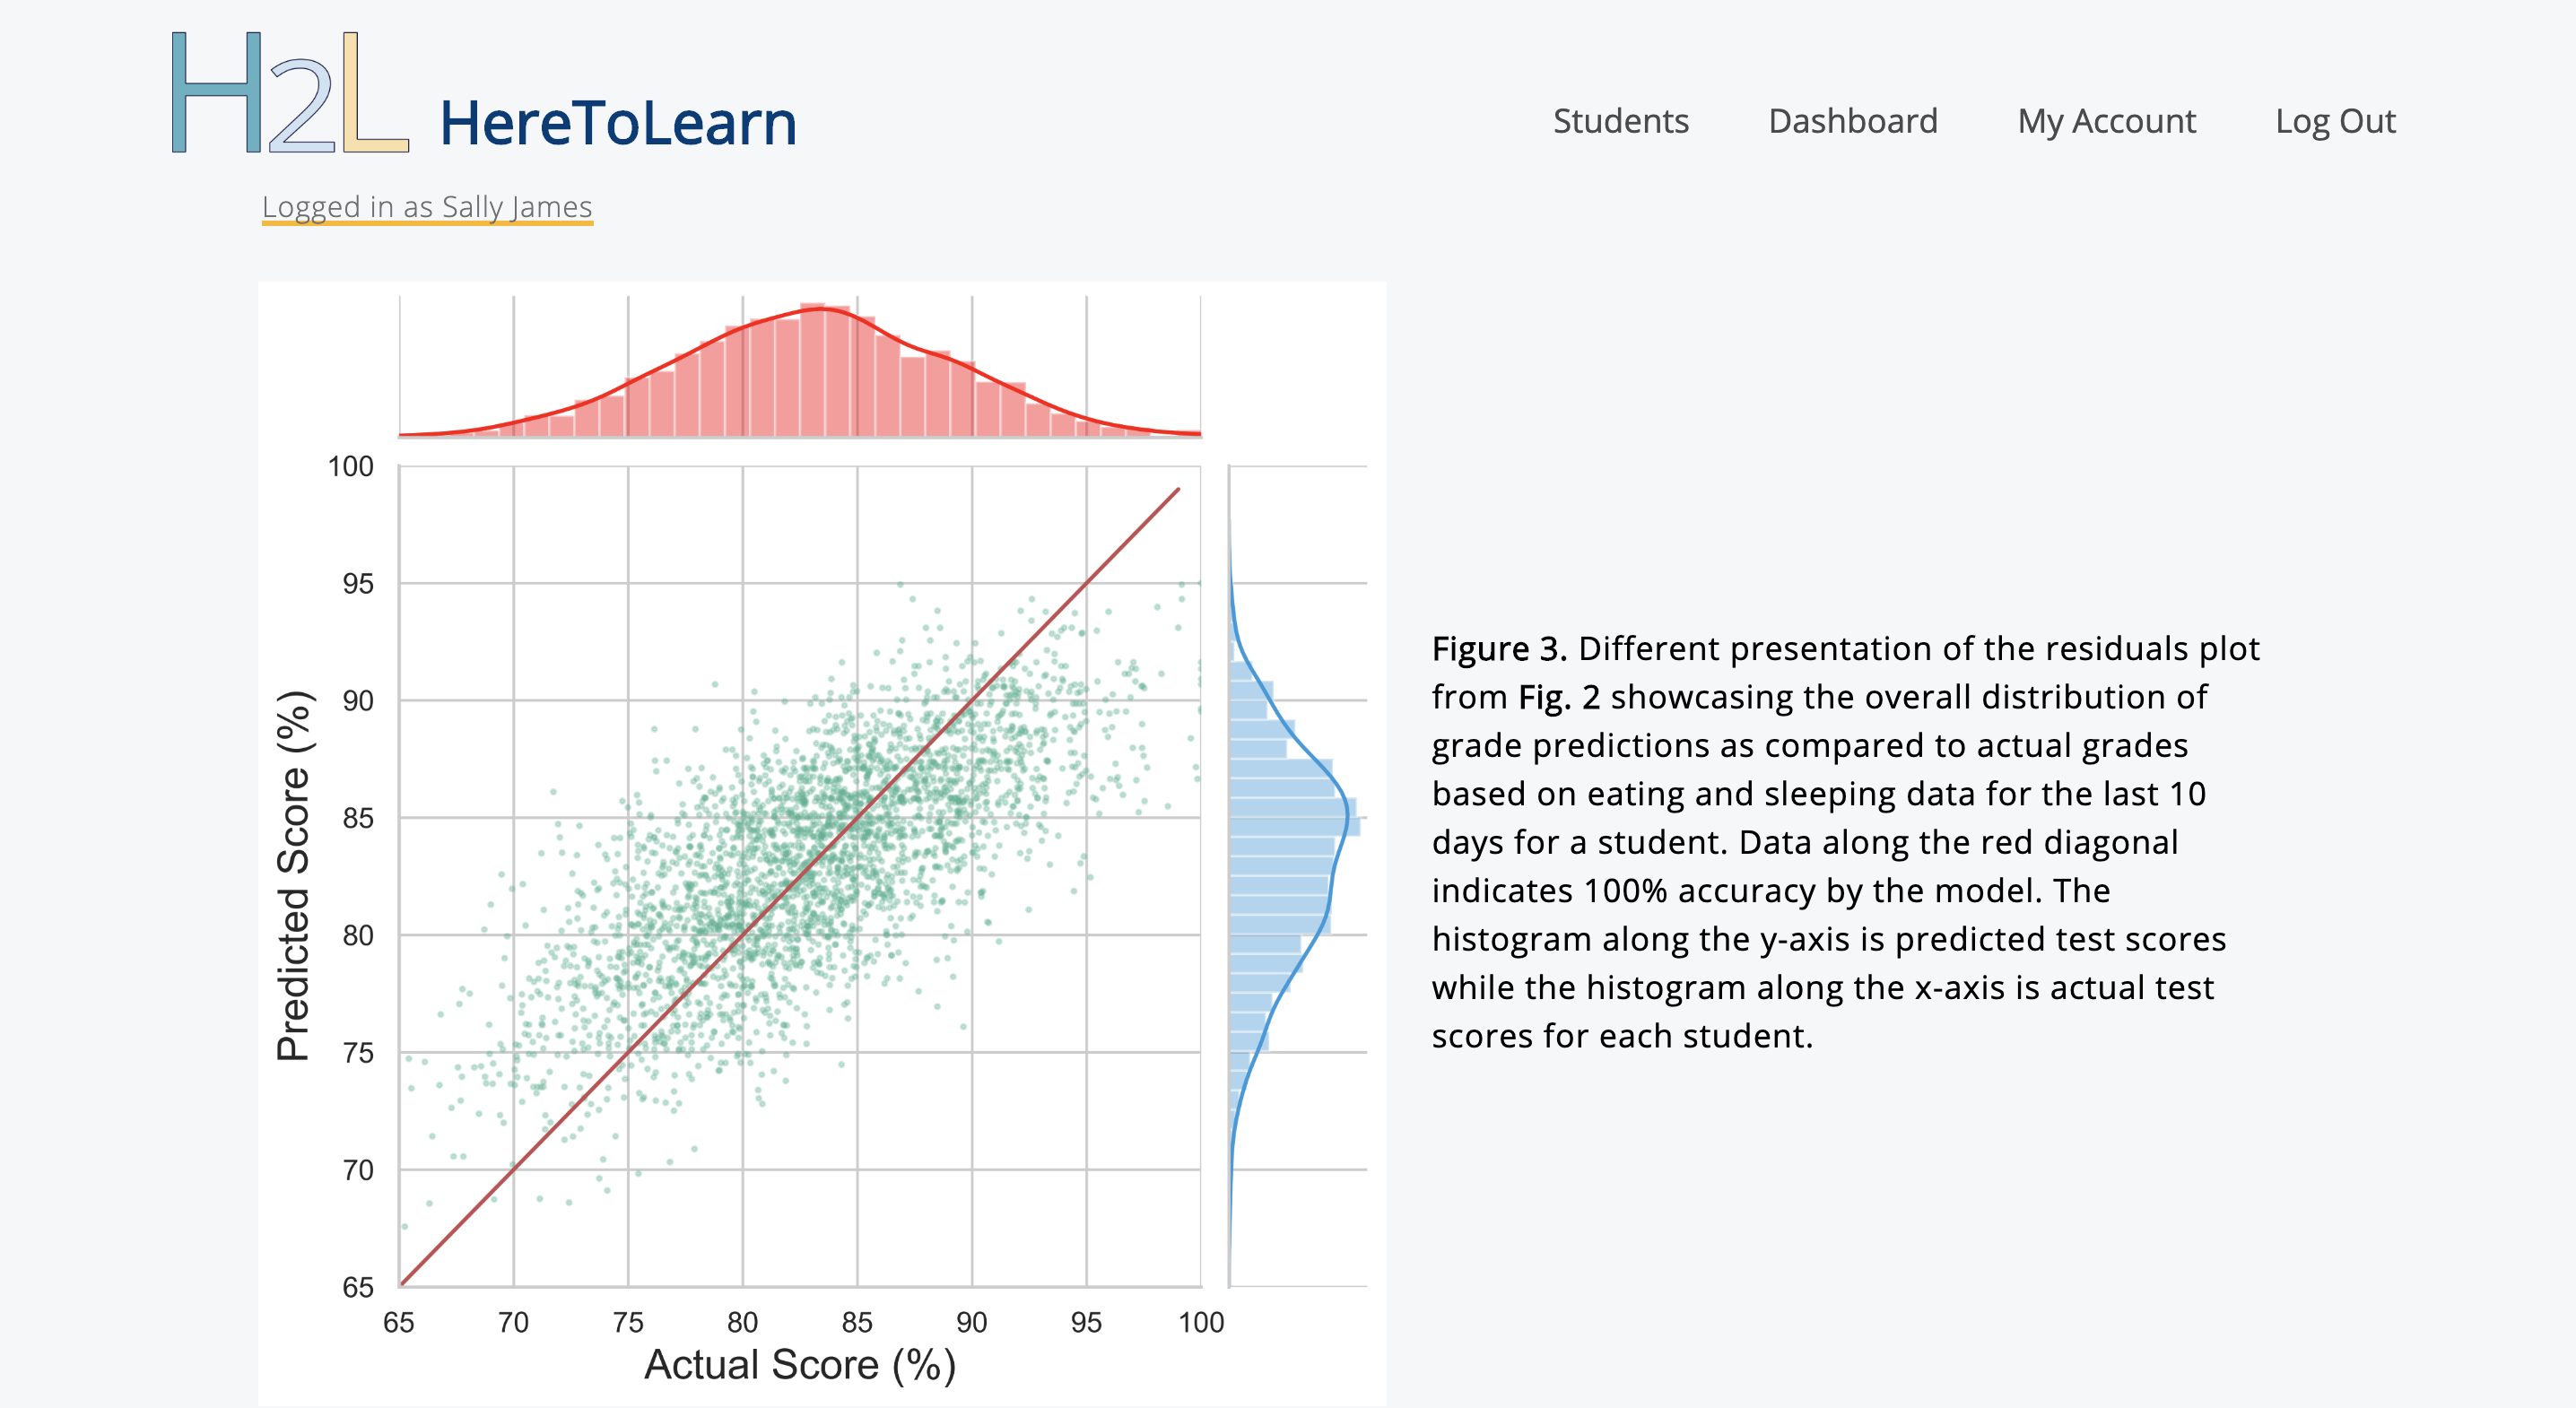 H2L HereToLearn
Students Dashboard My Account Log Out
Logged in as Sally James
100
95
90
85
80
75
70
65
Predicted Score (%)
65 70 75 80 85 90 95 100
Actual Score (%)
Figure 3. Different presentation of the residuals plot
from Fig. 2 showcasing the overall distribution of
grade predictions as compared to actual grades
based on eating and sleeping data for the last 10
days for a student. Data along the red diagonal
indicates 100% accuracy by the model. The
histogram along the y-axis is predicted test scores
while the histogram along the x-axis is actual test
scores for each student.